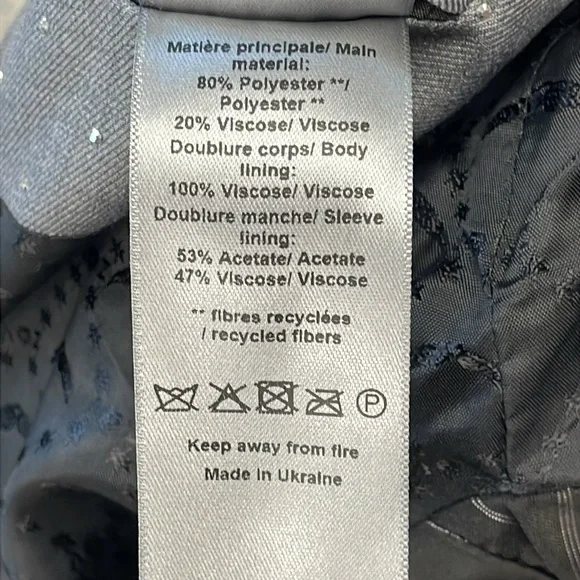 Matière principale/ Main
material:
80% Polyester **/
Polyester **
20% Viscose/ Viscose
Doublure corps/ Body
lining:
100% Viscose/ Viscose
Doublure manche/ Sleeve
lining:
53% Acetate/ Acetate
47% Viscose/ Viscose
** fibres recyclées
/ recycled fibers
P
Keep away from fire
Made in Ukraine